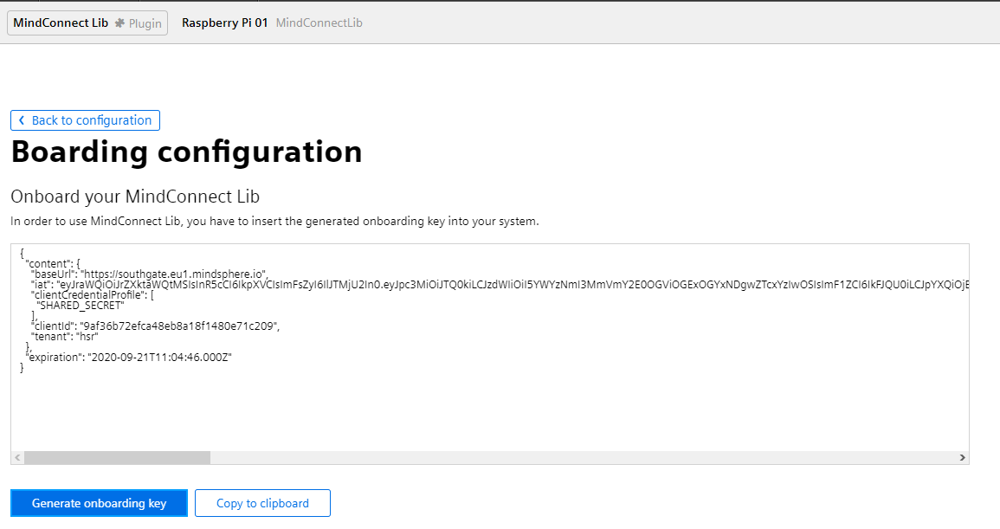 MindConnect Lib Plugin Raspberry Pi 01 MindConnectLib
Back to configuration
Boarding configuration
Onboard your MindConnect Lib
In order to use MindConnect Lib, you have to insert the generated onboarding key into your system.
{
"content": {
"baseUrl": "https://southgate.eu1.mindsphere.io",
"iat":
"clientCredentialProfile": [
"SHARED_SECRET"
],
"clientId": "9af36b72efca48eb8a18f1480e71c209",
"tenant": "hsr"
},
"expiration": "2020-09-21T11:04:46.000Z"
}
Generate onboarding key Copy to clipboard